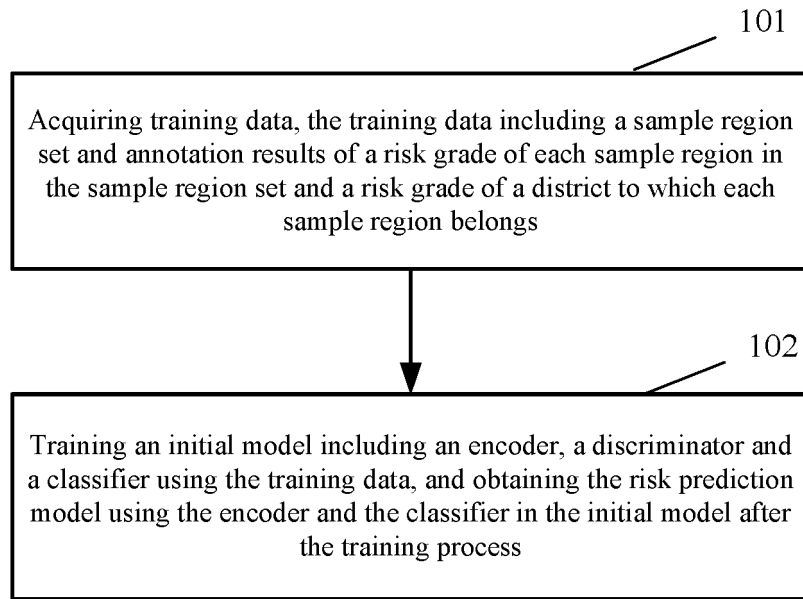 101
Acquiring training data, the training data including a sample region
set and annotation results of a risk grade of each sample region in
the sample region set and a risk grade of a district to which each
sample region belongs
102
Training an initial model including an encoder, a discriminator and
a classifier using the training data, and obtaining the risk prediction
model using the encoder and the classifier in the initial model after
the training process